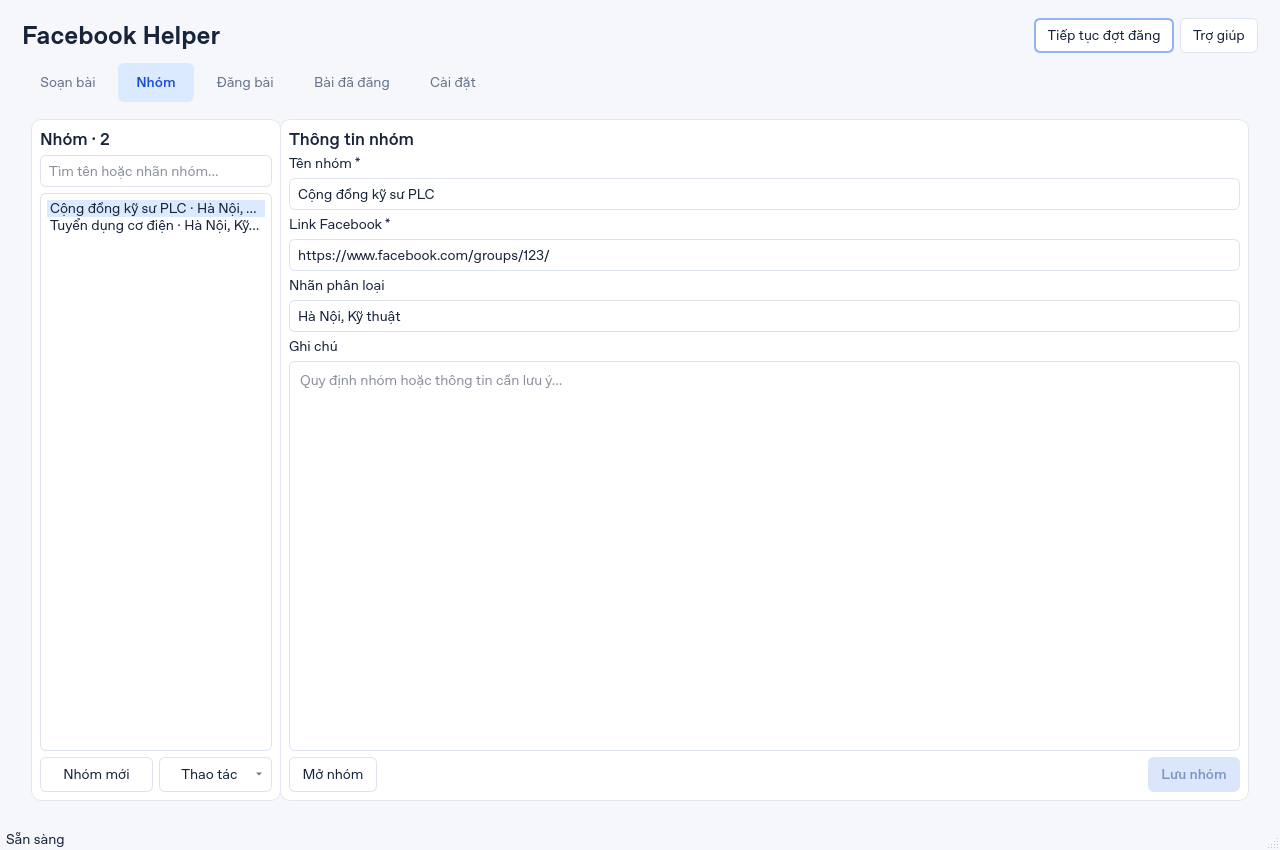 Facebook Helper
Tiếp tục đợt đăng
Trợ giúp
Soạn bài
Nhóm
Đăng bài
Bài đã đăng
Cài đặt
Nhóm · 2
Tìm tên hoặc nhãn nhóm...
Cộng đồng kỹ sư PLC · Hà Nội, ...
Tuyển dụng cơ điện · Hà Nội, Kỹ...
Nhóm mới
Thao tác
Thông tin nhóm
Tên nhóm *
Cộng đồng kỹ sư PLC
Link Facebook *
https://www.facebook.com/groups/123/
Nhãn phân loại
Hà Nội, Kỹ thuật
Ghi chú
Quy định nhóm hoặc thông tin cần lưu ý...
Mở nhóm
Lưu nhóm
Sẵn sàng